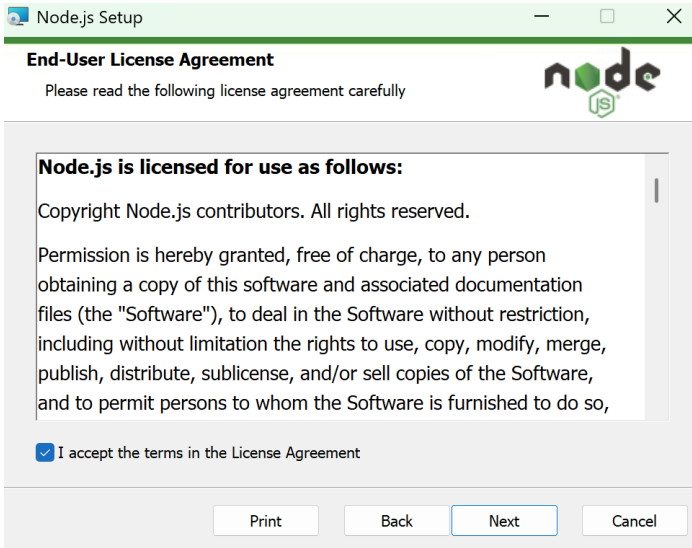 Node.js Setup
End-User License Agreement
Please read the following license agreement carefully
node
JS
Node.js is licensed for use as follows:
Copyright Node.js contributors. All rights reserved.
Permission is hereby granted, free of charge, to any person
obtaining a copy of this software and associated documentation
files (the "Software"), to deal in the Software without restriction,
including without limitation the rights to use, copy, modify, merge,
publish, distribute, sublicense, and/or sell copies of the Software,
and to permit persons to whom the Software is furnished to do so,
I accept the terms in the License Agreement
Print Back Next Cancel